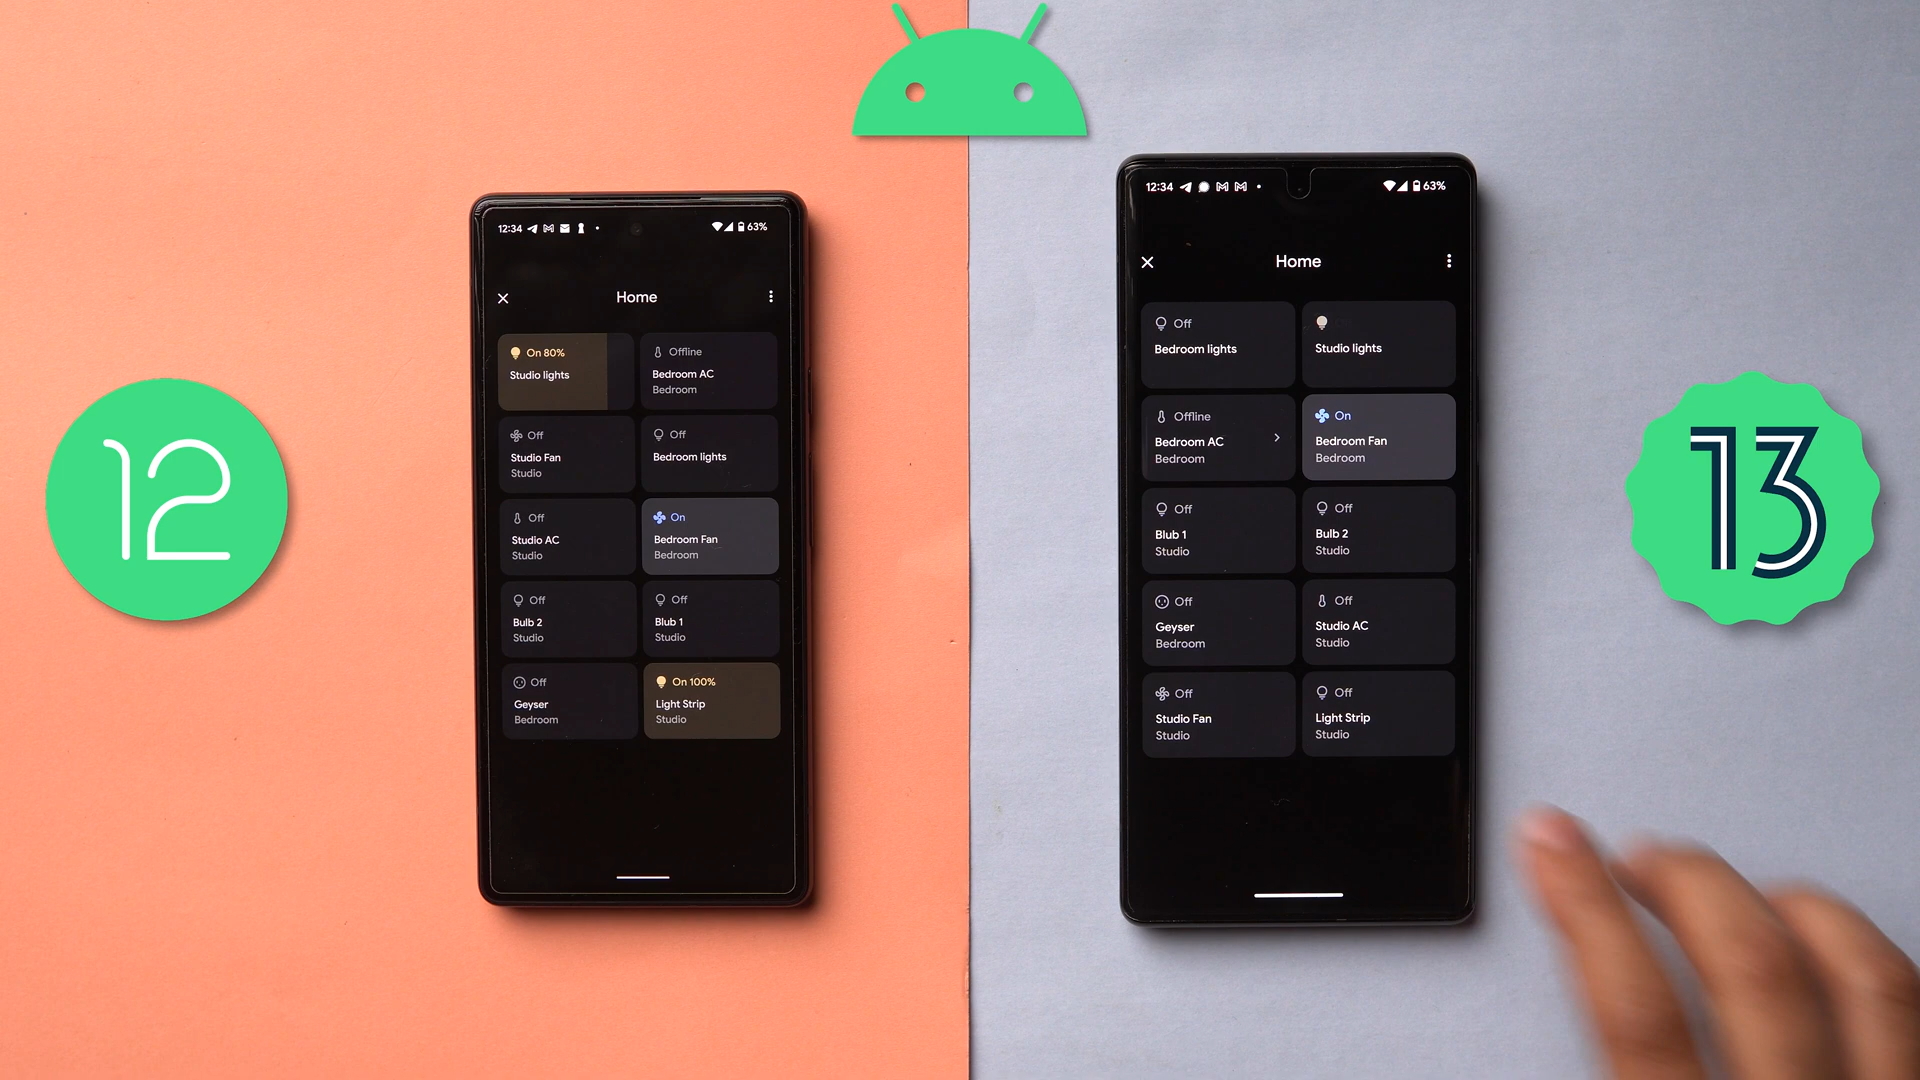 12
12:34
63%
Home
On 80%
Studio lights
Offline
Bedroom AC
Bedroom
Off
Studio Fan
Studio
Off
Bedroom lights
Off
Studio AC
Studio
On
Bedroom Fan
Bedroom
Off
Bulb 2
Studio
Off
Blub 1
Studio
Off
Geyser
Bedroom
On 100%
Light Strip
Studio
12:34
63%
Home
Off
Bedroom lights
Studio lights
Offline
Bedroom AC
Bedroom
On
Bedroom Fan
Bedroom
Off
Blub 1
Studio
Off
Bulb 2
Studio
Off
Geyser
Bedroom
Off
Studio AC
Studio
Off
Studio Fan
Studio
Off
Light Strip
Studio
13